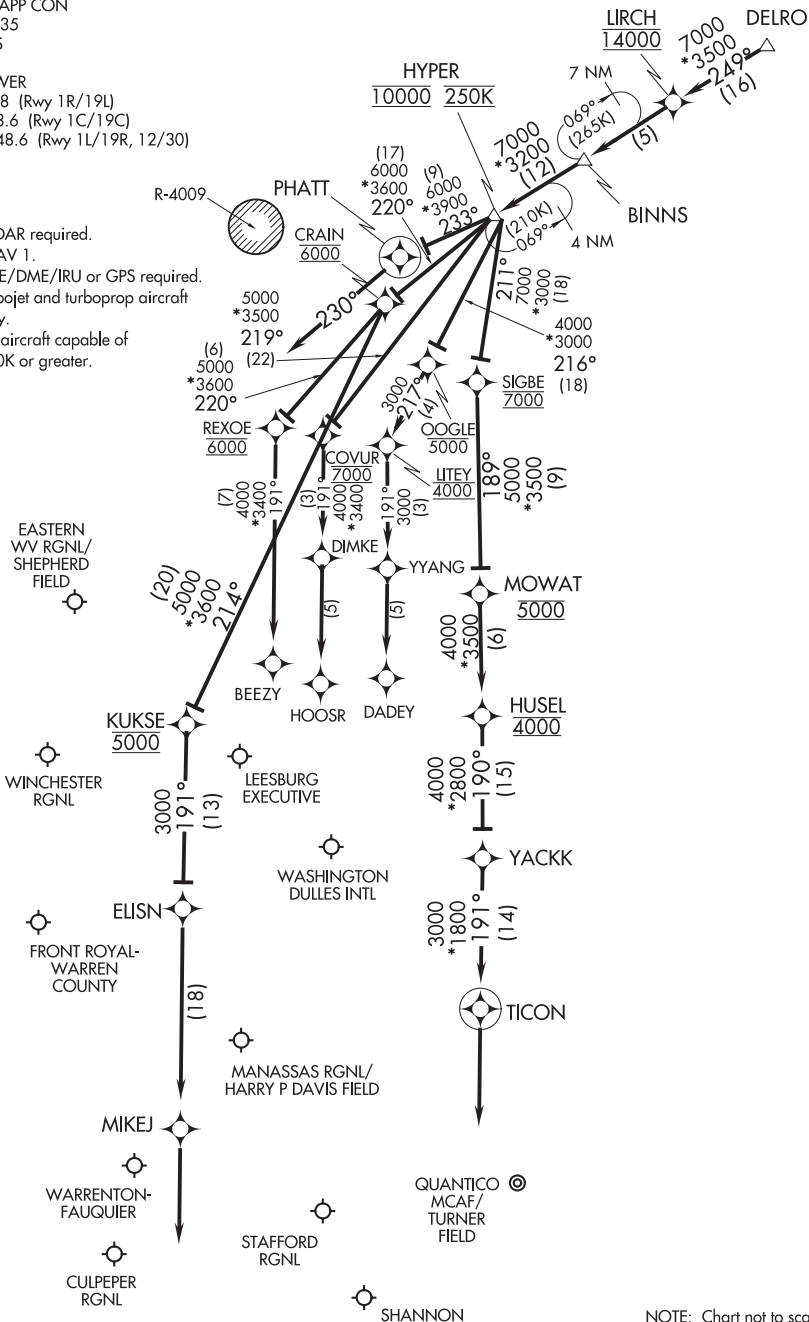 APP CON
35
VER
8 (Rwy 1R/19L)
8.6 (Rwy 1C/19C)
48.6 (Rwy 1L/19R, 12/30)
DAR required.
AV 1.
E/DME/IRU or GPS required.
bojet and turboprop aircraft
y.
aircraft capable of
0K or greater.
DELRO
LIRCH
14000
7000
*3500
249°
(16)
7 NM
069°
(265K)
(5)
HYPER
10000 250K
7000
*3200
(12)
BINNS
(210K)
069°
4 NM
R-4009
PHATT
(17)
6000
*3600
220°
(9)
6000
*3900
233°
CRAIN
6000
230°
5000
*3500
219°
(22)
(6)
5000
*3600
220°
211°
7000
*3000
(18)
4000
*3000
216°
(18)
3000
217°
(4)
OOGLE
5000
SIGBE
7000
REXOE
6000
COVUR
7000
LITEY
4000
(7)
4000
*3400
191°
(3)
191°
4000
*3400
191°
3000
(3)
189°
5000
*3500
(9)
DIMKE
YYANG
(5)
(5)
MOWAT
5000
4000
*3500
(6)
EASTERN
WV RGNL/
SHEPHERD
FIELD
(20)
5000
*3600
214°
BEEZY
HOOSR
DADEY
HUSEL
4000
KUKSE
5000
WINCHESTER
RGNL
LEESBURG
EXECUTIVE
3000
191°
(13)
4000
*2800
190°
(15)
WASHINGTON
DULLES INTL
YACKK
ELISN
FRONT ROYAL-
WARREN
COUNTY
3000
*1800
191°
(14)
(18)
TICON
MANASSAS RGNL/
HARRY P DAVIS FIELD
MIKEJ
WARRENTON-
FAUQUIER
QUANTICO
MCAF/
TURNER
FIELD
STAFFORD
RGNL
CULPEPER
RGNL
SHANNON
NOTE: Chart not to sca